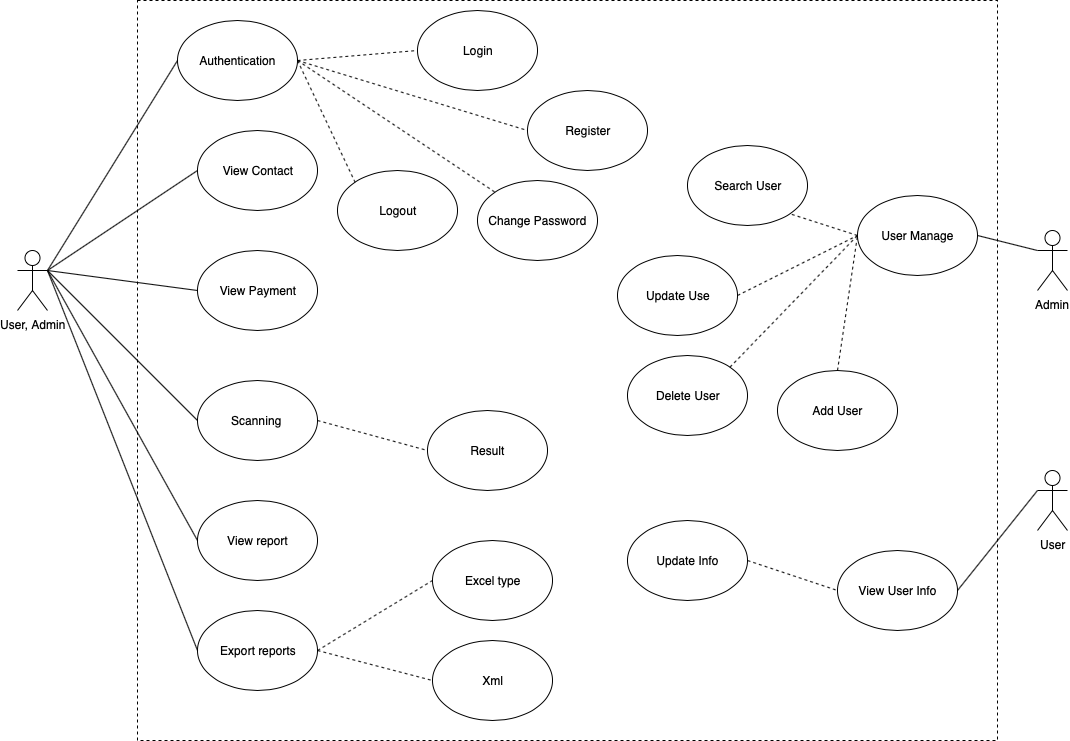 Authentication
Login
Register
View Contact
Logout
Change Password
Search User
User Manage
Admin
View Payment
Update Use
User, Admin
Delete User
Add User
Scanning
Result
View report
Update Info
User
Excel type
View User Info
Export reports
Xml